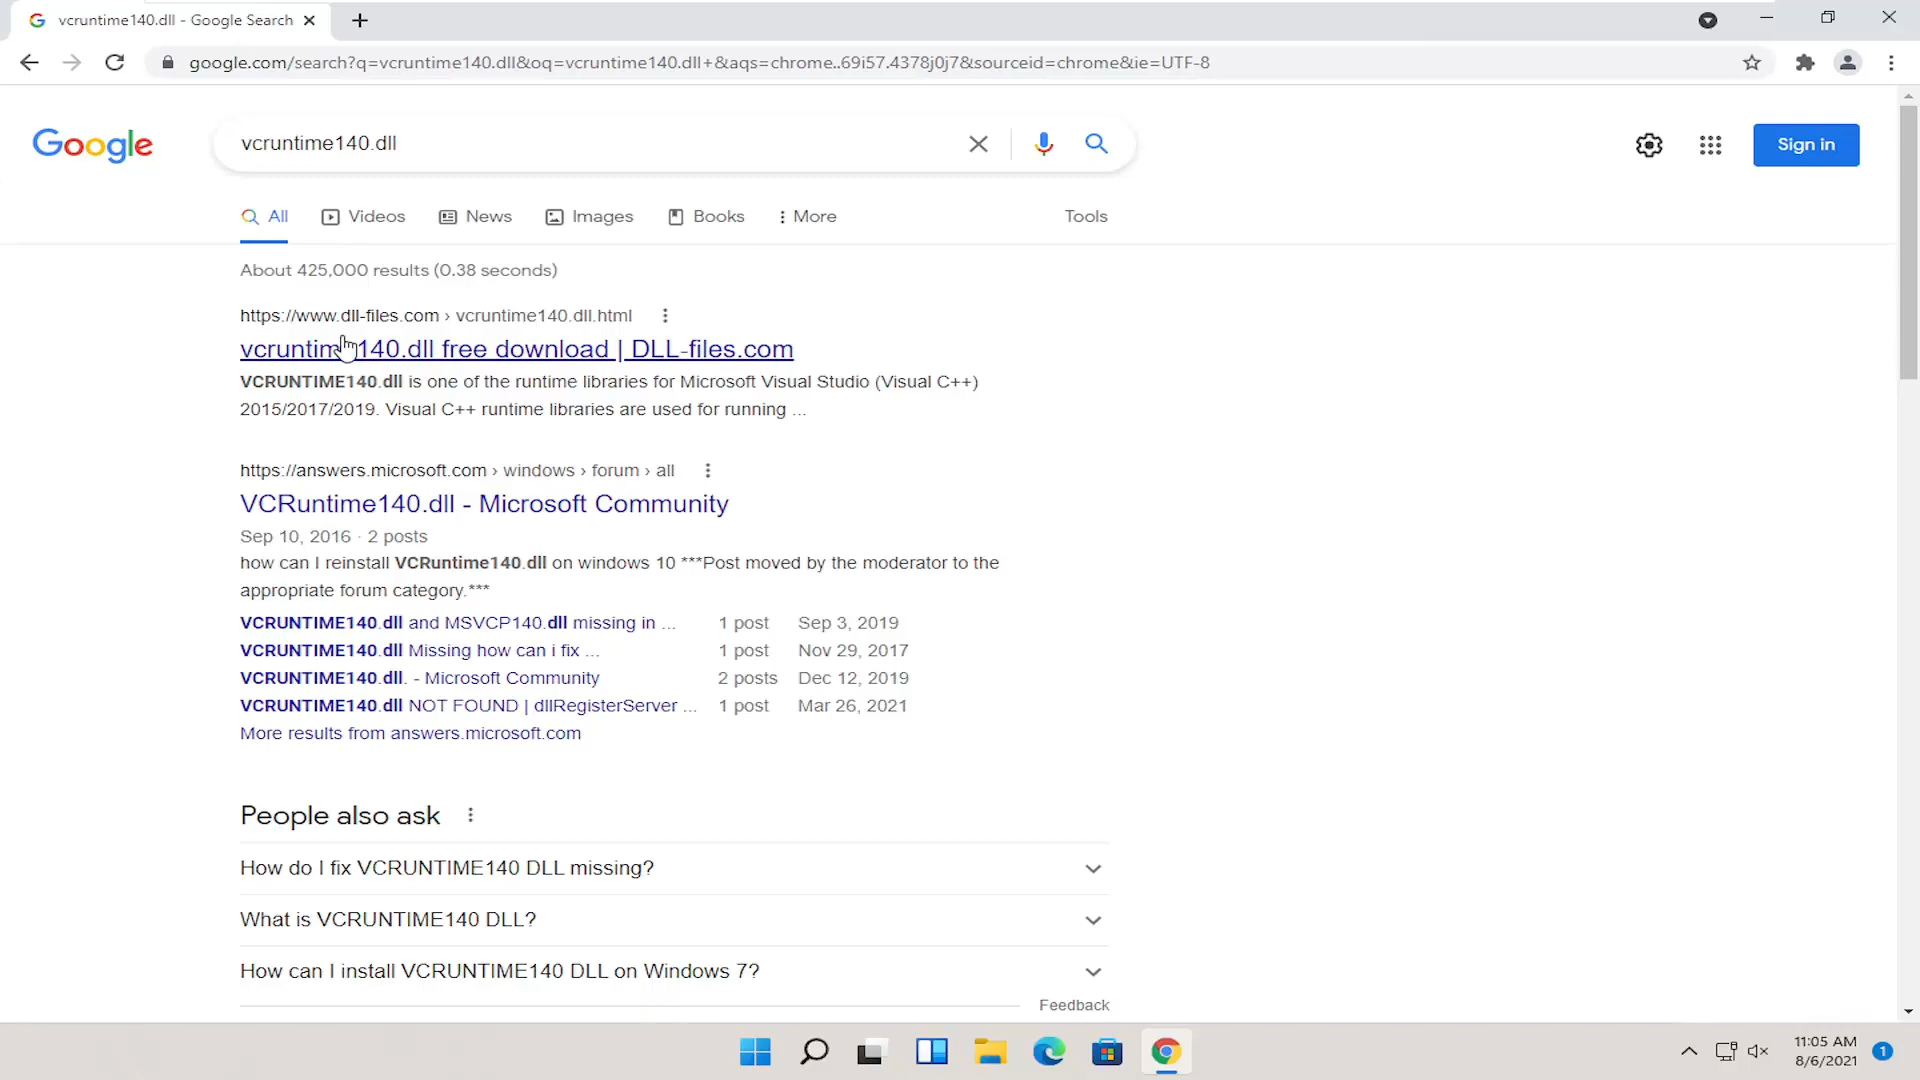 vcruntime140.dll - Google Search
google.com/search?q=vcruntime140.dll&oq=vcruntime140.dll+&aqs=chrome..69i57.4378j0j7&sourceid=chrome&ie=UTF-8
Google
vcruntime140.dll
Sign in
All Videos News Images Books More Tools
About 425,000 results (0.38 seconds)
https://www.dll-files.com › vcruntime140.dll.html
vcruntime140.dll free download | DLL-files.com
VCRUNTIME140.dll is one of the runtime libraries for Microsoft Visual Studio (Visual C++)
2015/2017/2019. Visual C++ runtime libraries are used for running ...
https://answers.microsoft.com › windows › forum › all
VCRuntime140.dll - Microsoft Community
Sep 10, 2016 · 2 posts
how can I reinstall VCRuntime140.dll on windows 10 ***Post moved by the moderator to the
appropriate forum category.***
VCRUNTIME140.dll and MSVCP140.dll missing in ... 1 post Sep 3, 2019
VCRUNTIME140.dll Missing how can i fix ... 1 post Nov 29, 2017
VCRUNTIME140.dll. - Microsoft Community 2 posts Dec 12, 2019
VCRUNTIME140.dll NOT FOUND | dllRegisterServer ... 1 post Mar 26, 2021
More results from answers.microsoft.com
People also ask
How do I fix VCRUNTIME140 DLL missing?
What is VCRUNTIME140 DLL?
How can I install VCRUNTIME140 DLL on Windows 7?
Feedback
11:05 AM
8/6/2021
1